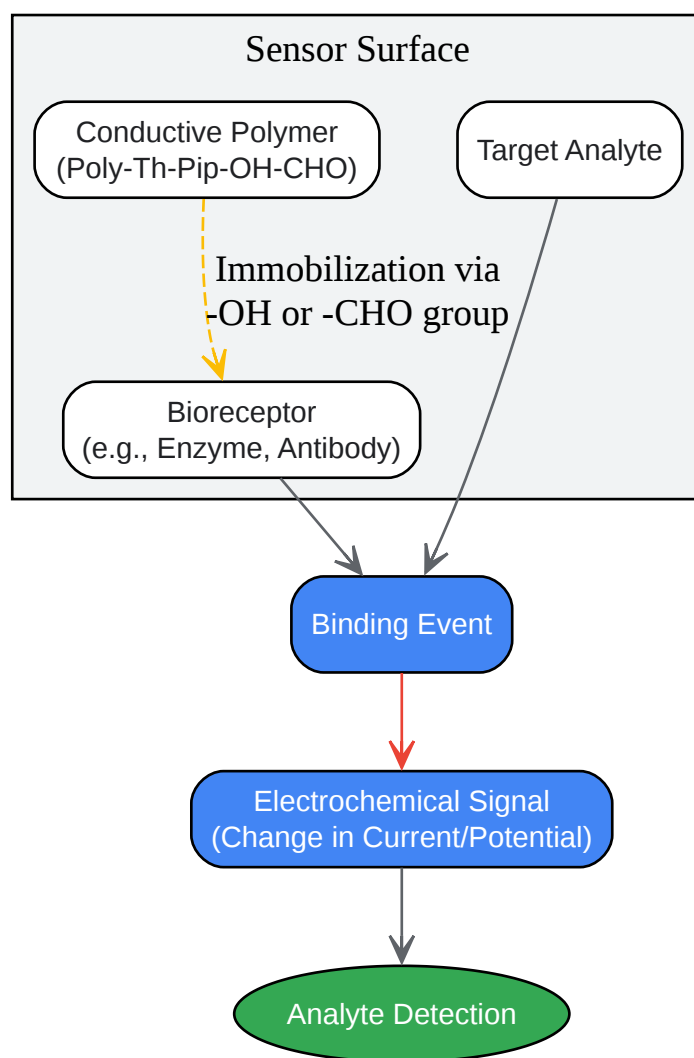 Sensor Surface
Conductive Polymer
(Poly-Th-Pip-OH-CHO)
Target Analyte
Immobilization via
-OH or -CHO group
Bioreceptor
(e.g., Enzyme, Antibody)
Binding Event
Electrochemical Signal
(Change in Current/Potential)
Analyte Detection